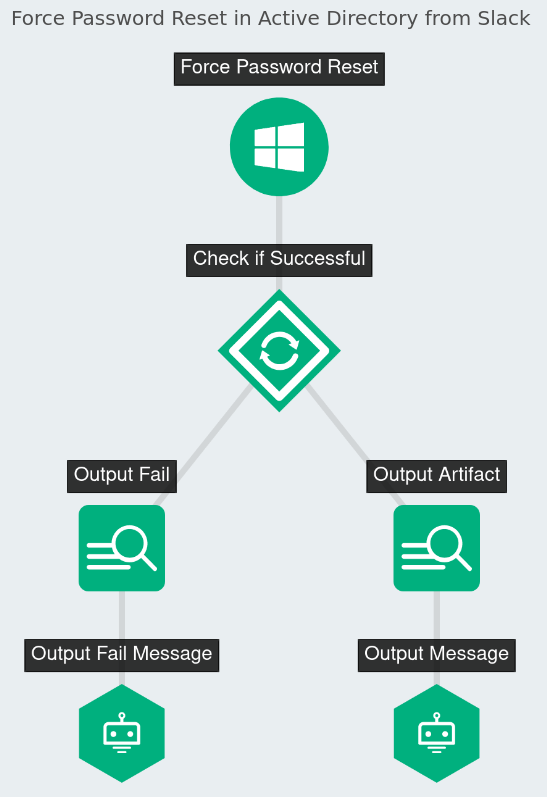 Force Password Reset in Active Directory from Slack
Force Password Reset
Check if Successful
Output Fail
Output Artifact
Output Fail Message
Output Message